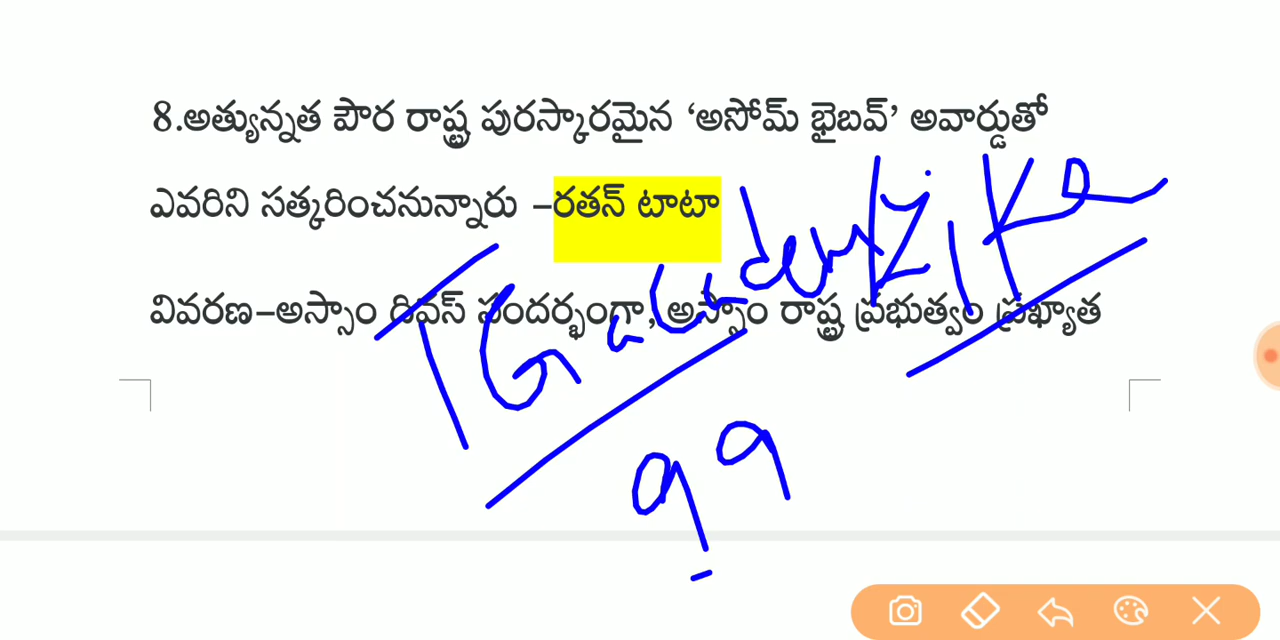 8.అత్యున్నత పౌర రాష్ట్ర పురస్కారమైన ‘అసోమ్ భైబవ్’ అవార్డుతో
ఎవరిని సత్కరించనున్నారు –రతన్ టాటా
వివరణ–అస్సాం దివస్ సందర్భంగా, అస్సాం రాష్ట్ర ప్రభుత్వం ప్రఖ్యాత
99